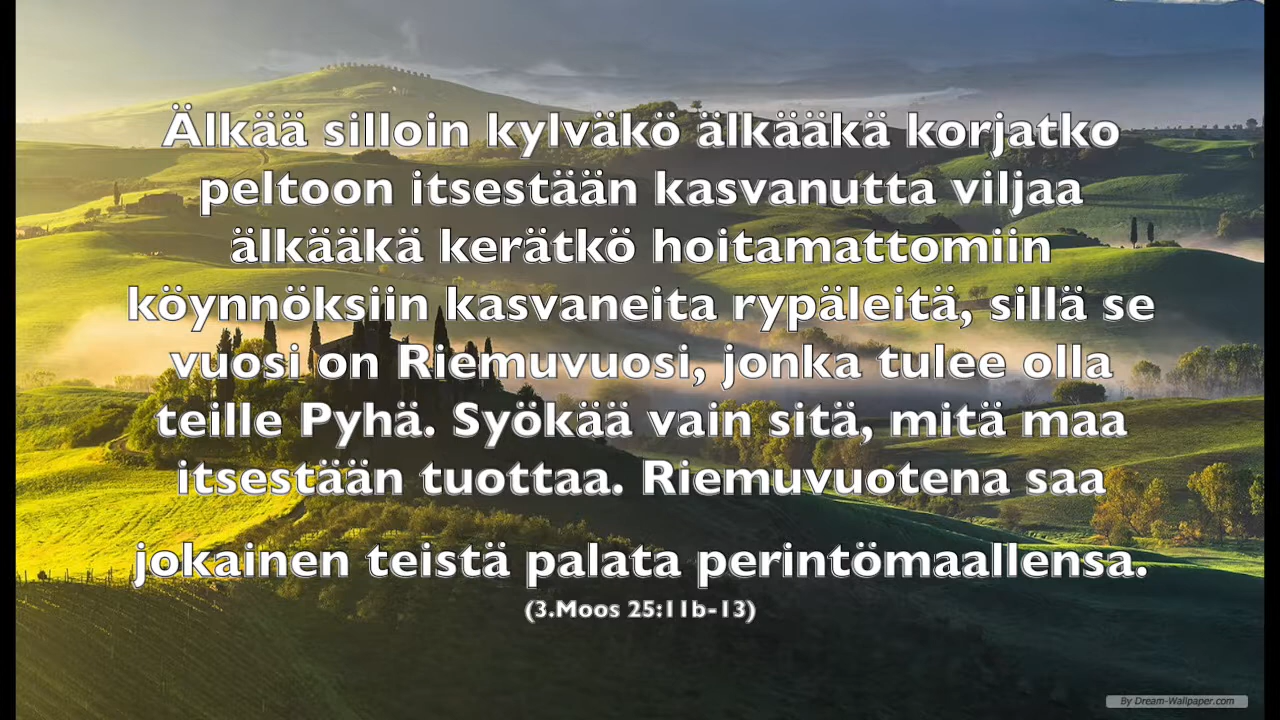 Älkää silloin kylväkö älkääkä korjatko
peltoon itsestään kasvanutta viljaa
älkääkä kerätkö hoitamattomiin
köynnöksiin kasvaneita rypäleitä, sillä se
vuosi on Riemuvuosi, jonka tulee olla
teille Pyhä. Syökää vain sitä, mitä maa
itsestään tuottaa. Riemuvuotena saa
jokainen teistä palata perintömaallensa.
(3.Moos 25:11b-13)
By Dream-Wallpaper.com